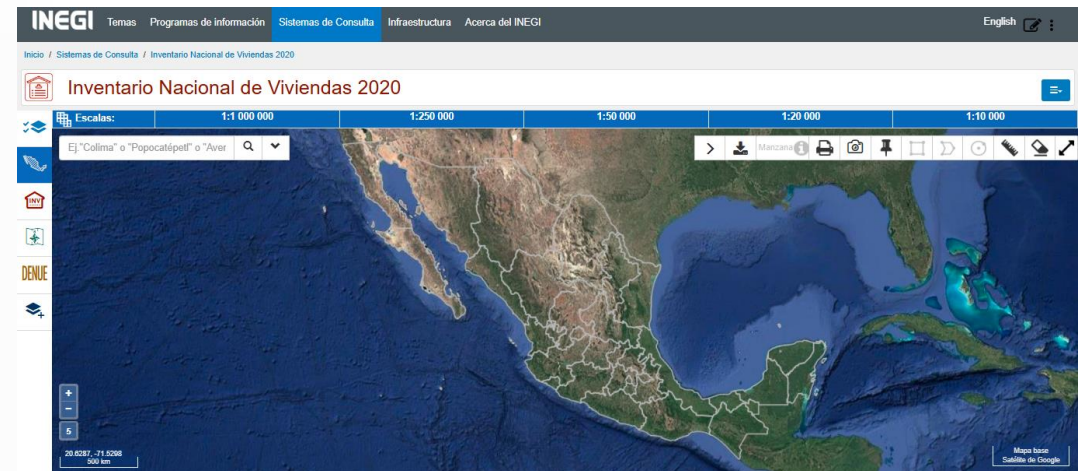 INEGI Temas Programas de información Sistemas de Consulta Infraestructura Acerca del INEGI English
Inicio / Sistemas de Consulta / Inventario Nacional de Viviendas 2020
Inventario Nacional de Viviendas 2020
Escalas: 1:1 000 000 1:250 000 1:50 000 1:20 000 1:10 000
Ej."Colima" o "Popocatépetl" o "Aver
Manzana
INV
DENUE
+
−
5
20.6287, -71.5298
500 km
Mapa base
Satélite de Google